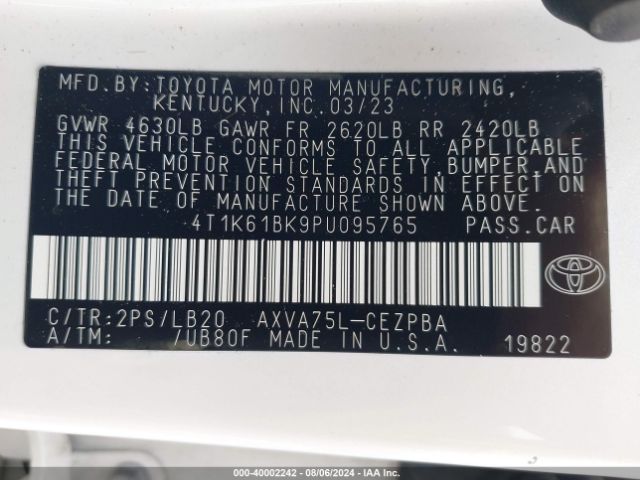 MFD.BY:TOYOTA MOTOR MANUFACTURING,
KENTUCKY, INC 03/23
GVWR 4630LB GAWR FR 2620LB RR 2420LB
THIS VEHICLE CONFORMS TO ALL APPLICABLE
FEDERAL MOTOR VEHICLE SAFETY,BUMPER,AND
THEFT PREVENTION STANDARDS IN EFFECT ON
THE DATE OF MANUFACTURE SHOWN ABOVE.
4T1K61BK9PU095765 PASS.CAR
C/TR:2PS/LB20 AXVA75L-CEZPBA
A/TM: /UB80F MADE IN U.S.A. 19822
000-40002242 - 08/06/2024 - IAAI.COM